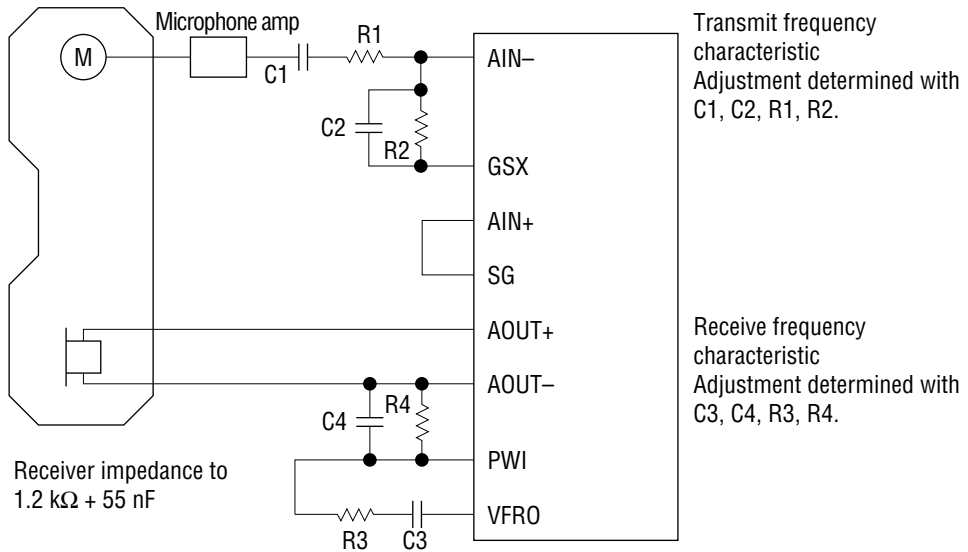 Microphone amp
M
C1
R1
C2
R2
AIN–
GSX
AIN+
SG
AOUT+
AOUT–
PWI
VFRO
C4
R4
R3
C3
Transmit frequency
characteristic
Adjustment determined with
C1, C2, R1, R2.
Receive frequency
characteristic
Adjustment determined with
C3, C4, R3, R4.
Receiver impedance to
1.2 kΩ + 55 nF